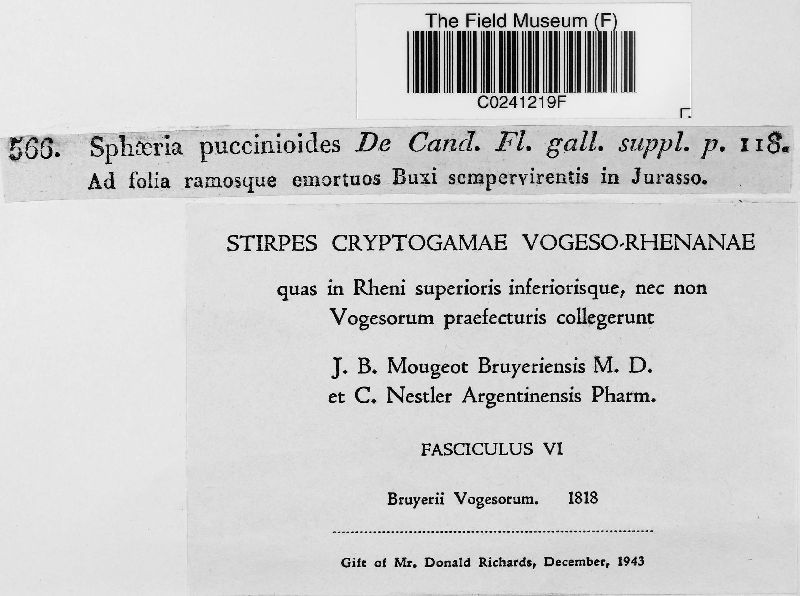 The Field Museum (F)
C0241219F
566. Sphæria puccinioides De Cand. Fl. gall. suppl. p. 118.
Ad folia ramosque emortuos Buxi sempervirentis in Jurasso.
STIRPES CRYPTOGAMAE VOGESO-RHENANAE
quas in Rheni superioris inferiorisque, nec non
Vogesorum praefecturis collegerunt
J. B. Mougeot Bruyeriensis M. D.
et C. Nestler Argentinensis Pharm.
FASCICULUS VI
Bruyerii Vogesorum. 1818
Gift of Mr. Donald Richards, December, 1943